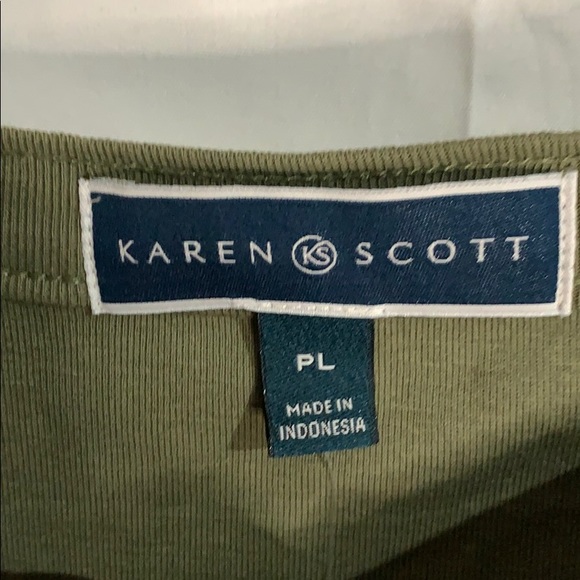 KAREN KS SCOTT
PL
MADE IN
INDONESIA